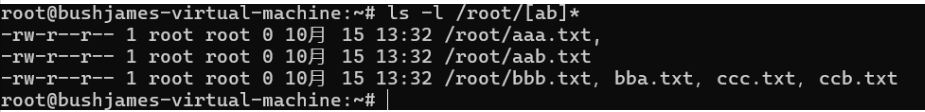 root@bushjames-virtual-machine:~# ls -l /root/[ab]*
-rw-r--r-- 1 root root 0 10月 15 13:32 /root/aaa.txt,
-rw-r--r-- 1 root root 0 10月 15 13:32 /root/aab.txt
-rw-r--r-- 1 root root 0 10月 15 13:32 /root/bbb.txt, bba.txt, ccc.txt, ccb.txt
root@bushjames-virtual-machine:~#